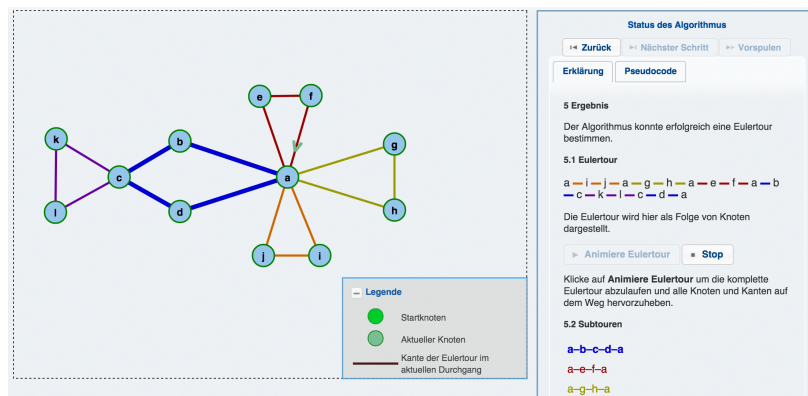 e
f
k
b
g
c
a
d
l
h
j
i
Legende
Startknoten
Aktueller Knoten
Kante der Eulertour im
aktuellen Durchgang
Status des Algorithmus
Zurück Nächster Schritt Vorspulen
Erklärung Pseudocode
5 Ergebnis
Der Algorithmus konnte erfolgreich eine Eulertour
bestimmen.
5.1 Eulertour
a — i — j — a — g — h — a — e — f — a — b
— c — k — l — c — d — a
Die Eulertour wird hier als Folge von Knoten
dargestellt.
Animiere Eulertour Stop
Klicke auf Animiere Eulertour um die komplette
Eulertour abzulaufen und alle Knoten und Kanten auf
dem Weg hervorzuheben.
5.2 Subtouren
a–b–c–d–a
a–e–f–a
a–g–h–a